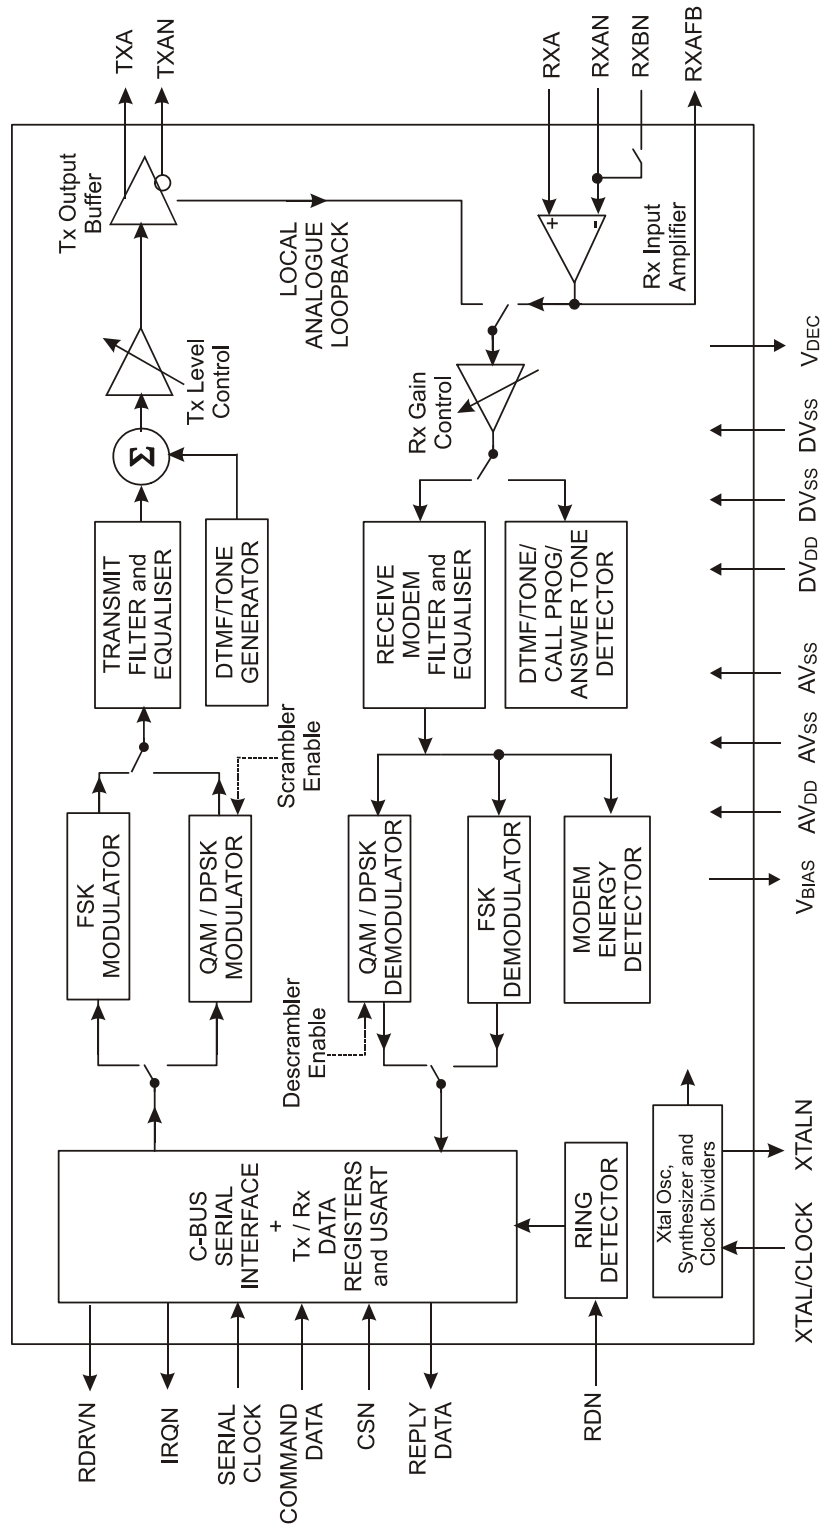 RDRVN
IRQN
SERIAL
CLOCK
COMMAND
DATA
CSN
REPLY
DATA
RDN
C-BUS
SERIAL
INTERFACE
+
Tx / Rx
DATA
REGISTERS
and USART
RING
DETECTOR
Xtal Osc,
Synthesizer and
Clock Dividers
XTAL/CLOCK
XTALN
FSK
MODULATOR
QAM / DPSK
MODULATOR
Scrambler
Enable
Descrambler
Enable
QAM / DPSK
DEMODULATOR
FSK
DEMODULATOR
MODEM
ENERGY
DETECTOR
TRANSMIT
FILTER and
EQUALISER
DTMF/TONE
GENERATOR
RECEIVE
MODEM
FILTER and
EQUALISER
DTMF/TONE/
CALL PROG/
ANSWER TONE
DETECTOR
Σ
Tx Level
Control
Rx Gain
Control
Tx Output
Buffer
LOCAL
ANALOGUE
LOOPBACK
+
-
Rx Input
Amplifier
TXA
TXAN
RXA
RXAN
RXBN
RXAFB
VBIAS
AVDD
AVSS
AVSS
DVDD
DVSS
DVSS
VDEC